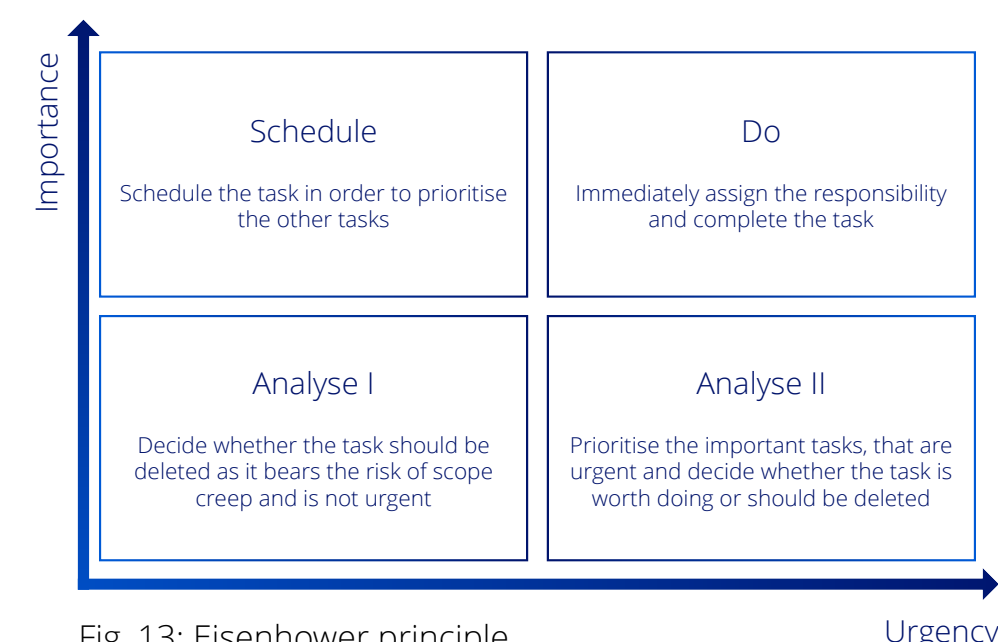 Importance
Schedule
Schedule the task in order to prioritise
the other tasks
Do
Immediately assign the responsibility
and complete the task
Analyse I
Decide whether the task should be
deleted as it bears the risk of scope
creep and is not urgent
Analyse II
Prioritise the important tasks, that are
urgent and decide whether the task is
worth doing or should be deleted
Urgency
Fig. 13: Eisenhower principle